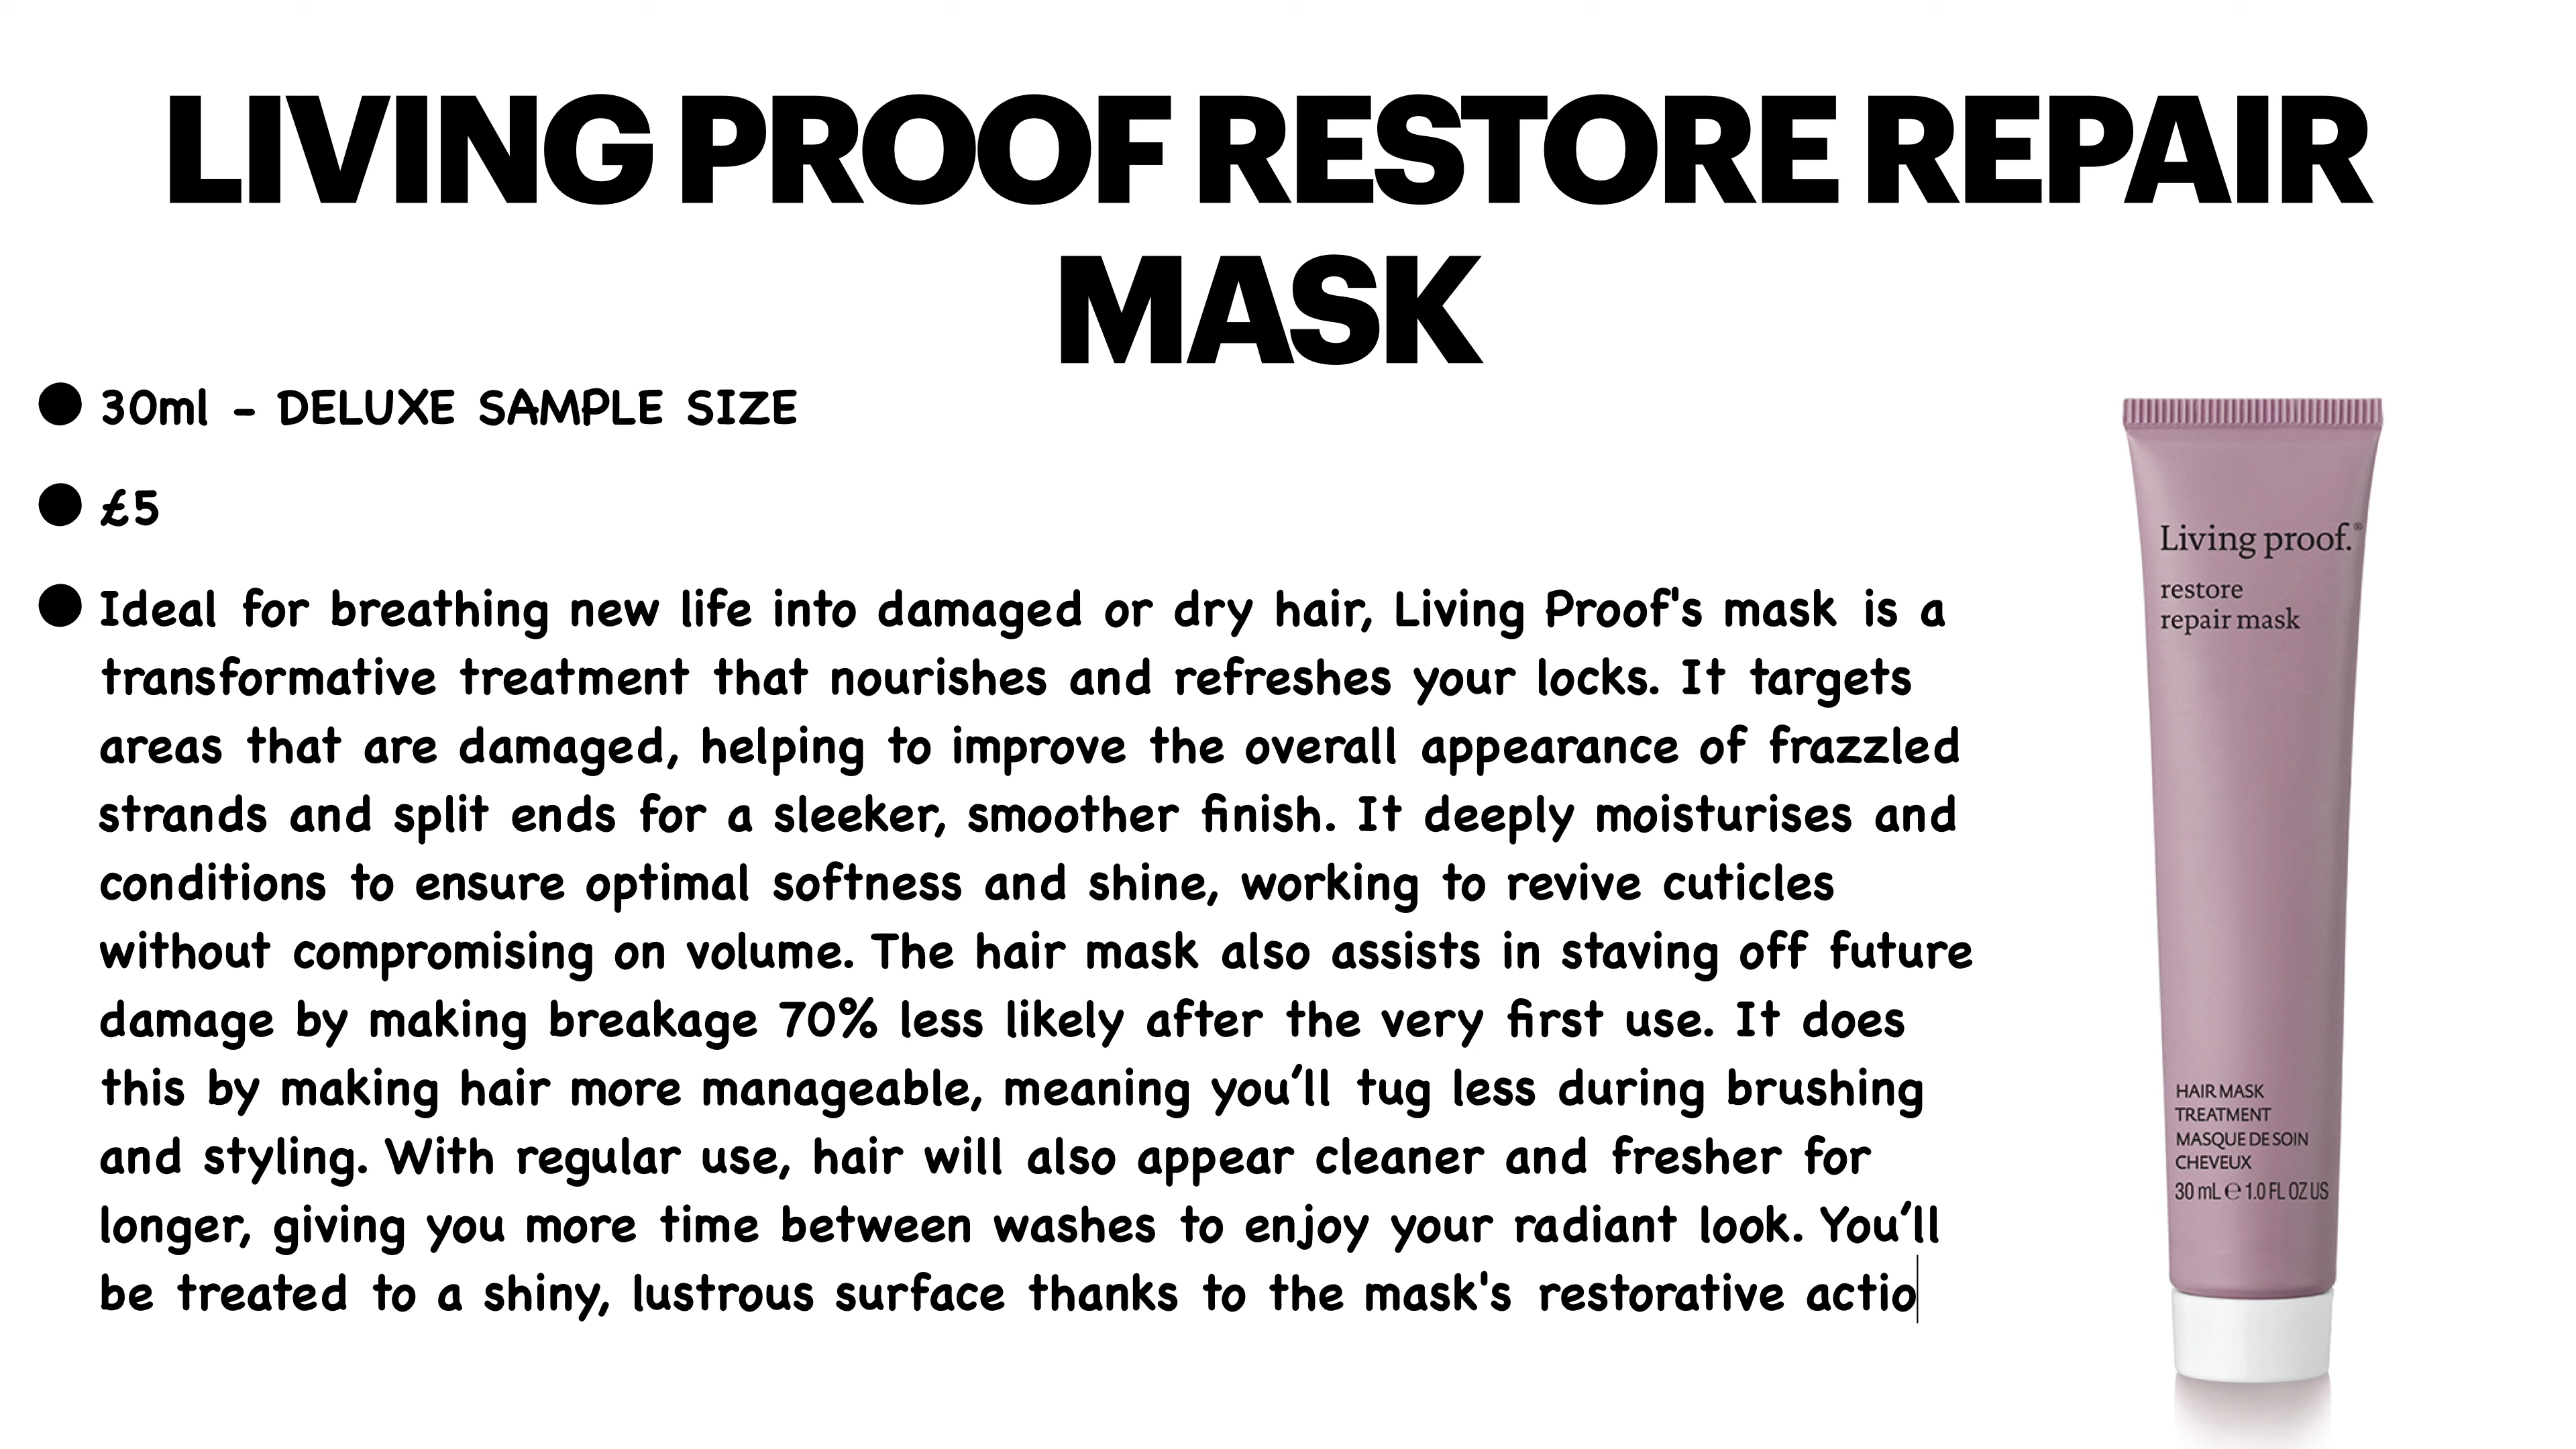 LIVING PROOF RESTORE REPAIR
MASK
● 30ml - DELUXE SAMPLE SIZE
● £5
● Ideal for breathing new life into damaged or dry hair, Living Proof's mask is a
transformative treatment that nourishes and refreshes your locks. It targets
areas that are damaged, helping to improve the overall appearance of frazzled
strands and split ends for a sleeker, smoother finish. It deeply moisturises and
conditions to ensure optimal softness and shine, working to revive cuticles
without compromising on volume. The hair mask also assists in staving off future
damage by making breakage 70% less likely after the very first use. It does
this by making hair more manageable, meaning you’ll tug less during brushing
and styling. With regular use, hair will also appear cleaner and fresher for
longer, giving you more time between washes to enjoy your radiant look. You’ll
be treated to a shiny, lustrous surface thanks to the mask's restorative actio
Living proof.®
restore
repair mask
HAIR MASK
TREATMENT
MASQUE DE SOIN
CHEVEUX
30 mL ℮ 1.0 FL OZ US